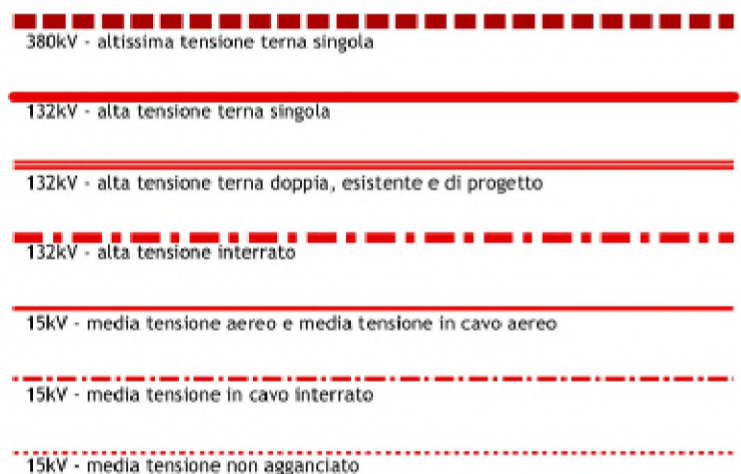 380kV - altissima tensione terna singola
132kV - alta tensione terna singola
132kV - alta tensione terna doppia, esistente e di progetto
132kV - alta tensione interrato
15kV - media tensione aereo e media tensione in cavo aereo
15kV - media tensione in cavo interrato
15kV - media tensione non agganciato